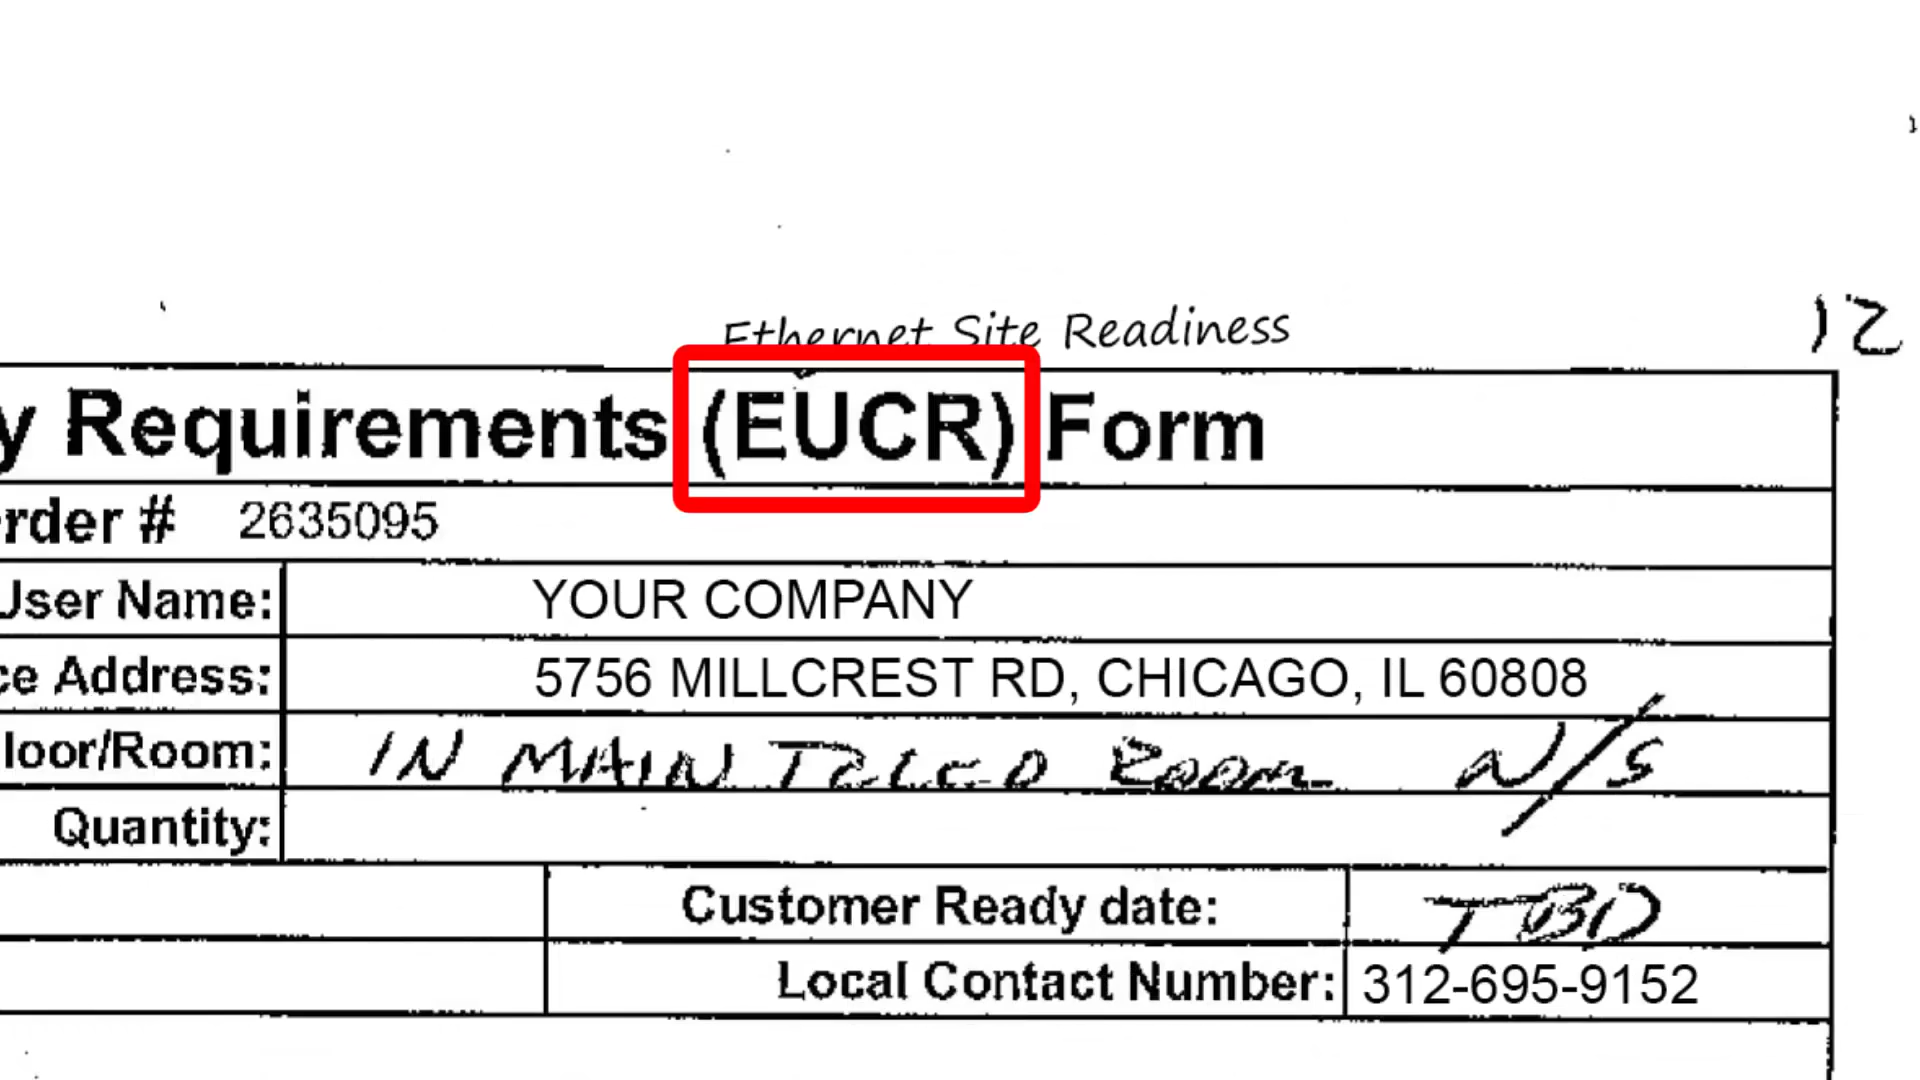 Ethernet Site Readiness
12
y Requirements (EUCR) Form
rder # 2635095
User Name: YOUR COMPANY
ce Address: 5756 MILLCREST RD, CHICAGO, IL 60808
loor/Room: IN MAIN TELCO ROOM N/S
Quantity:
Customer Ready date: TBD
Local Contact Number: 312-695-9152